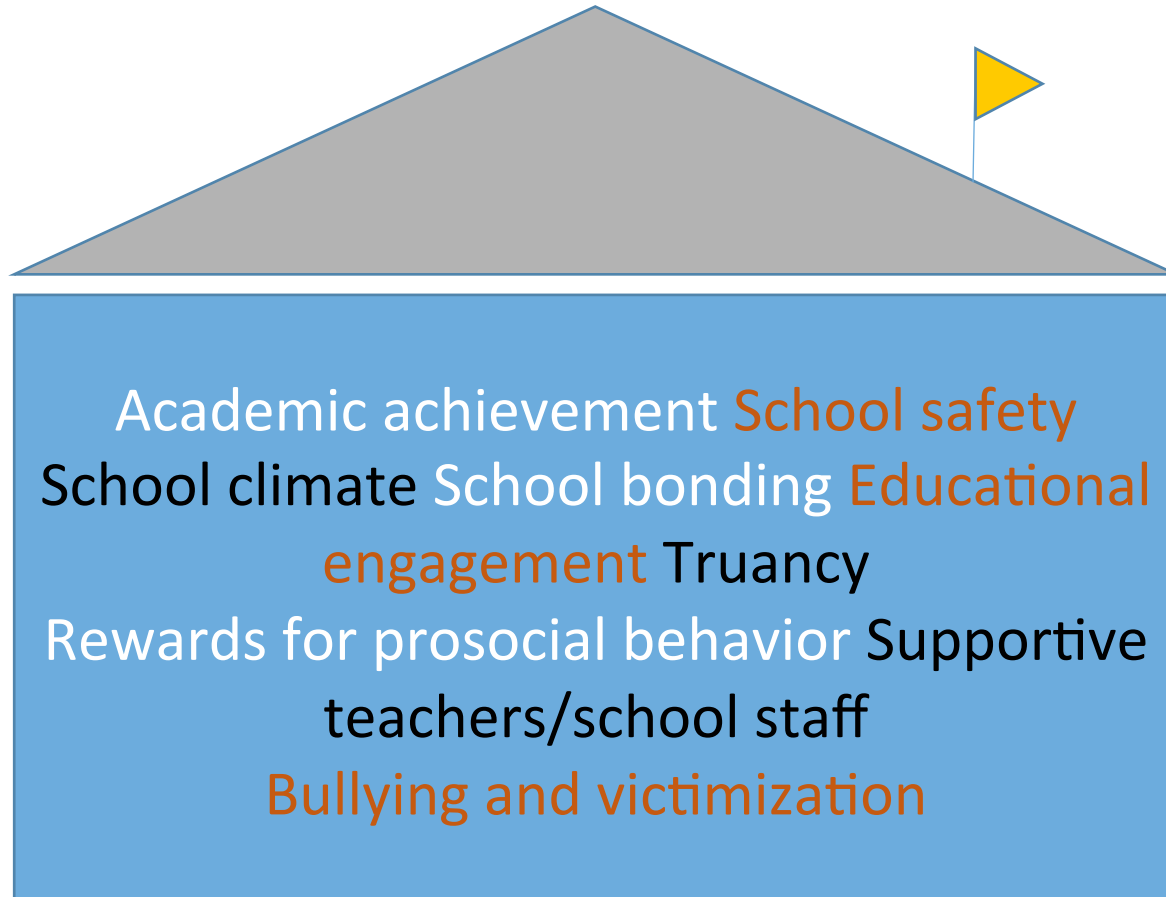 Academic achievement School safety
School climate School bonding Educational
engagement Truancy
Rewards for prosocial behavior Supportive
teachers/school staff
Bullying and victimization